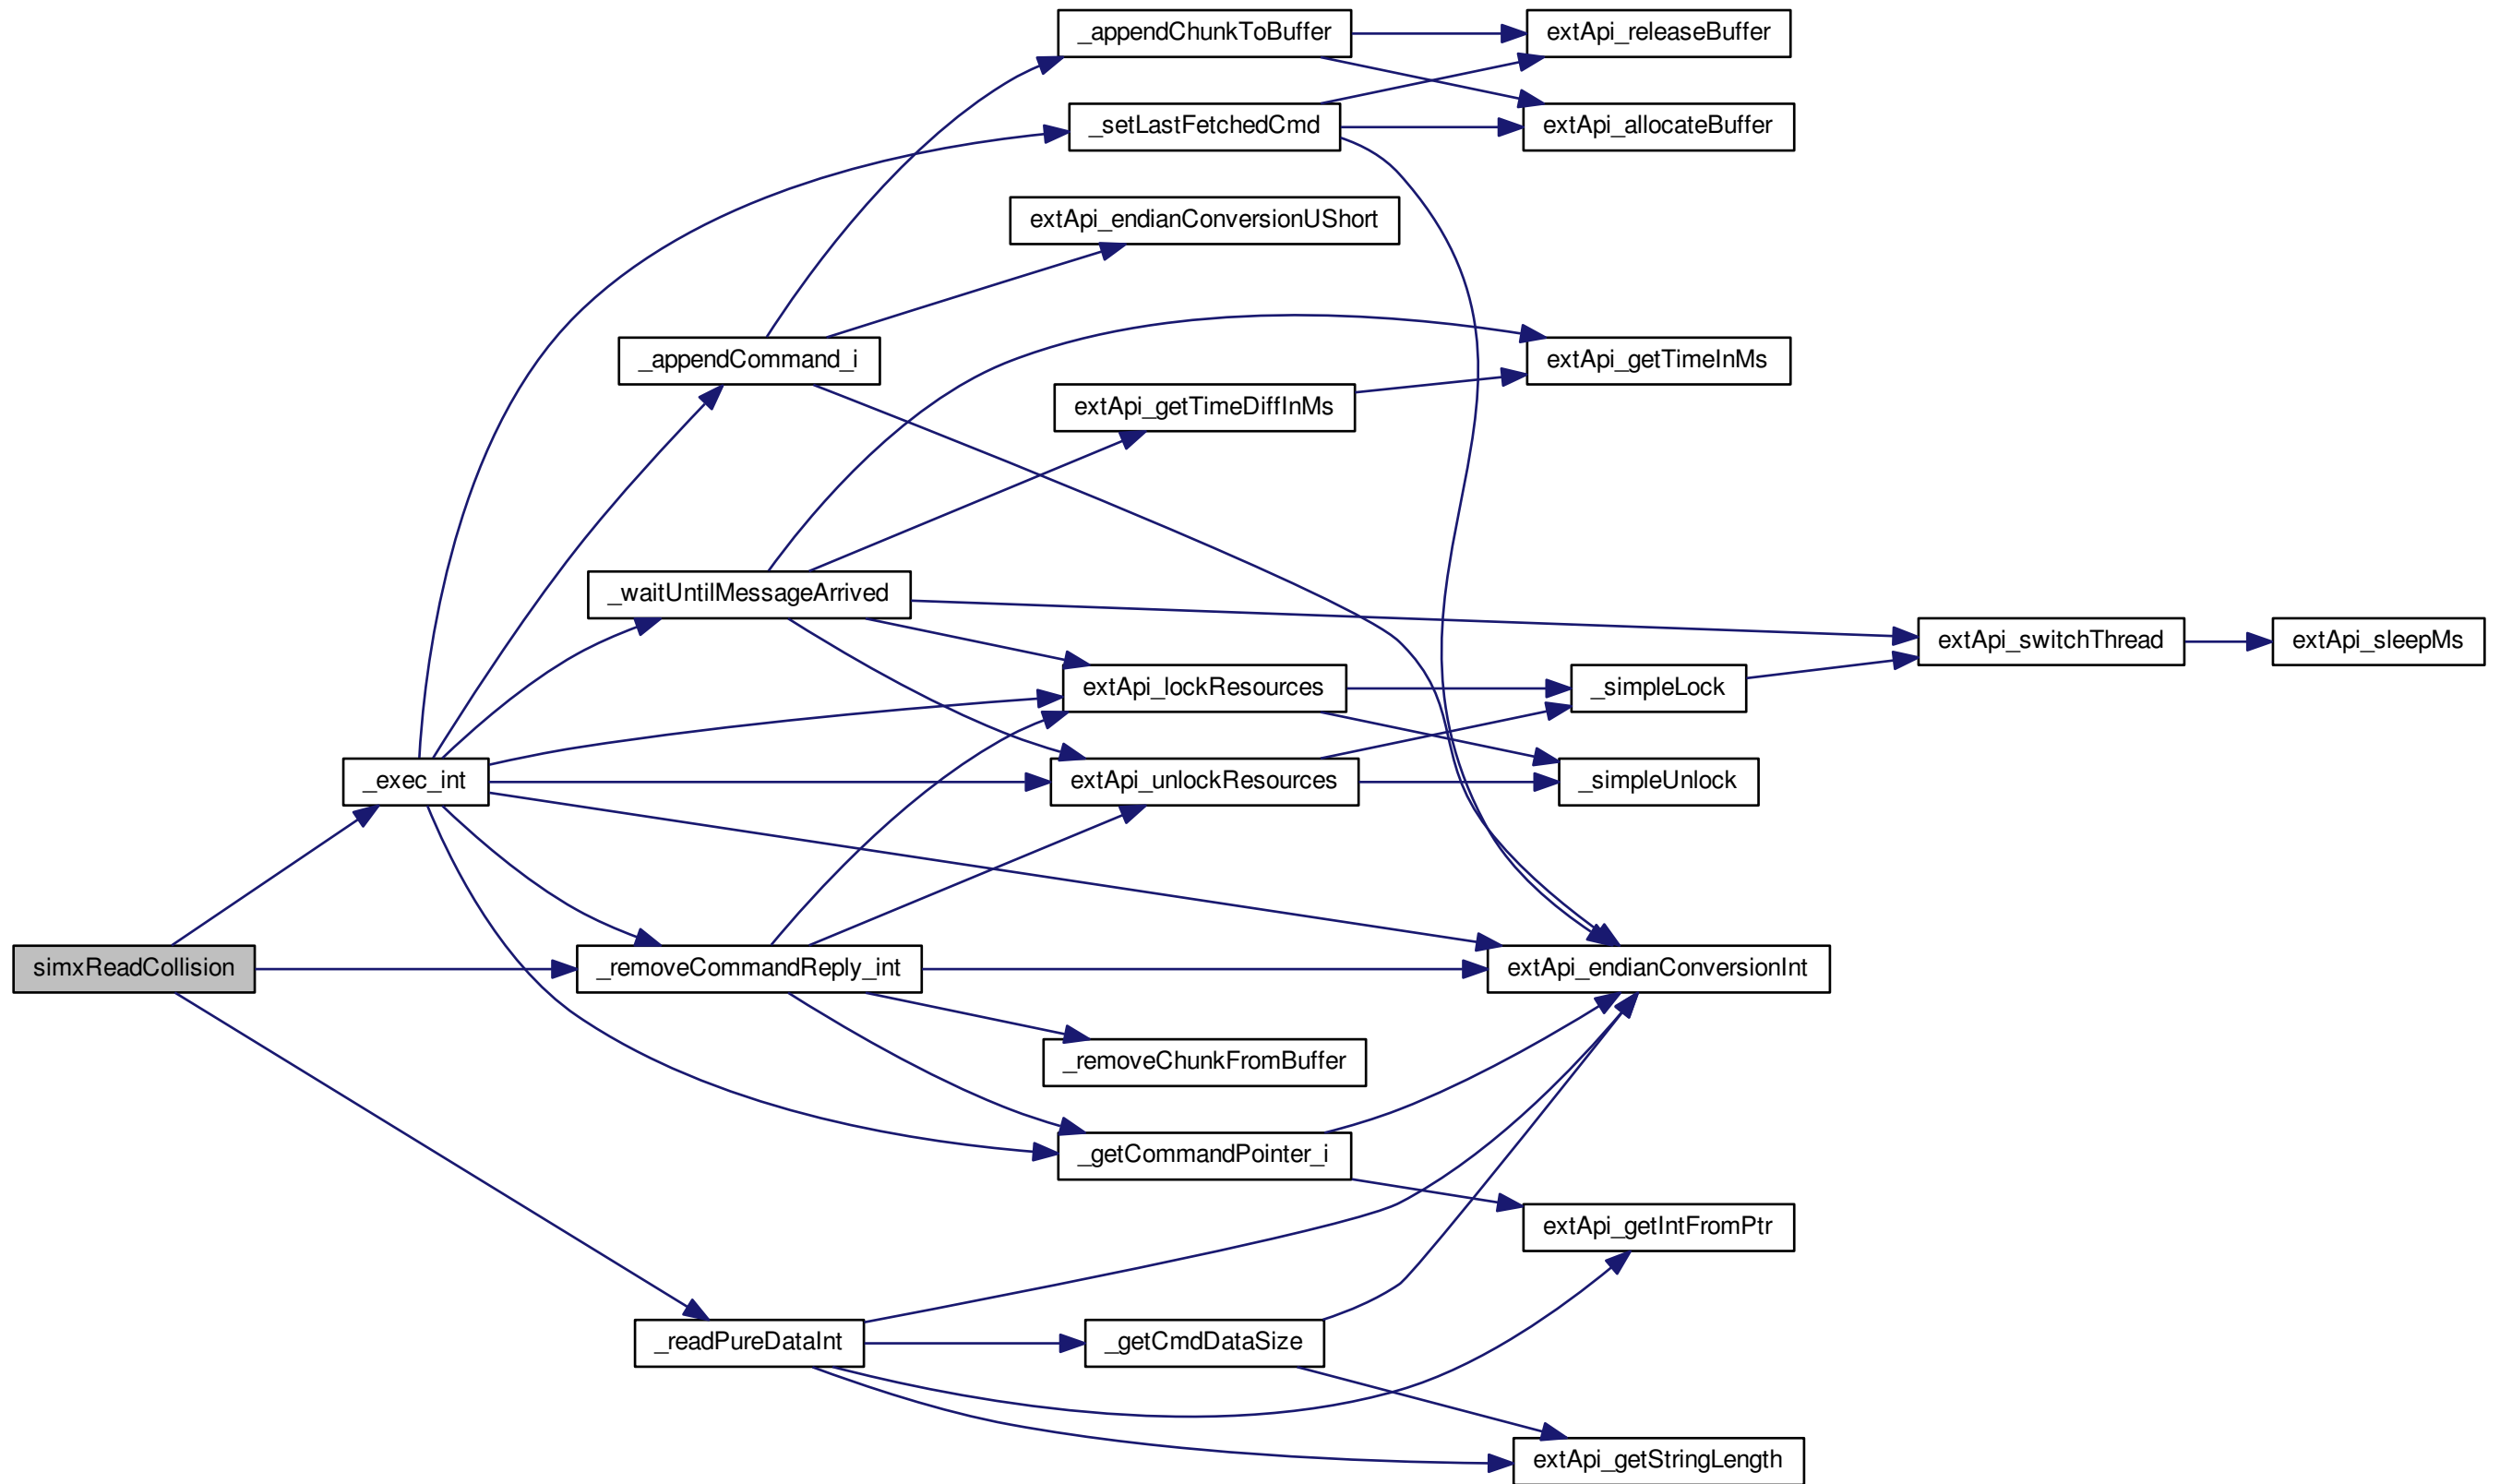 _appendChunkToBuffer
extApi_releaseBuffer
_setLastFetchedCmd
extApi_allocateBuffer
extApi_endianConversionUShort
_appendCommand_i
extApi_getTimeInMs
extApi_getTimeDiffInMs
_waitUntilMessageArrived
extApi_switchThread
extApi_sleepMs
extApi_lockResources
_simpleLock
_exec_int
extApi_unlockResources
_simpleUnlock
simxReadCollision
_removeCommandReply_int
extApi_endianConversionInt
_removeChunkFromBuffer
_getCommandPointer_i
extApi_getIntFromPtr
_readPureDataInt
_getCmdDataSize
extApi_getStringLength